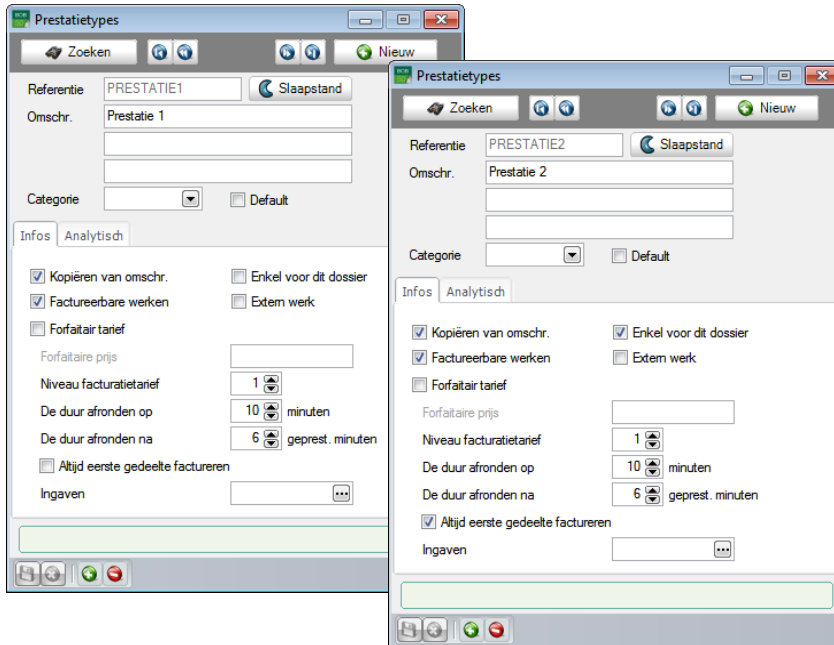 Prestatietypes
Zoeken Nieuw
Referentie PRESTATIE1 Slaapstand
Omschr. Prestatie 1
Categorie Default
Infos Analytisch
Kopiëren van omschr. Enkel voor dit dossier
Factureerbare werken Extern werk
Forfaitair tarief
Forfaitaire prijs
Niveau facturatietarief 1
De duur afronden op 10 minuten
De duur afronden na 6 geprest. minuten
Altijd eerste gedeelte factureren
Ingaven
Prestatietypes
Zoeken Nieuw
Referentie PRESTATIE2 Slaapstand
Omschr. Prestatie 2
Categorie Default
Infos Analytisch
Kopiëren van omschr. Enkel voor dit dossier
Factureerbare werken Extern werk
Forfaitair tarief
Forfaitaire prijs
Niveau facturatietarief 1
De duur afronden op 10 minuten
De duur afronden na 6 geprest. minuten
Altijd eerste gedeelte factureren
Ingaven